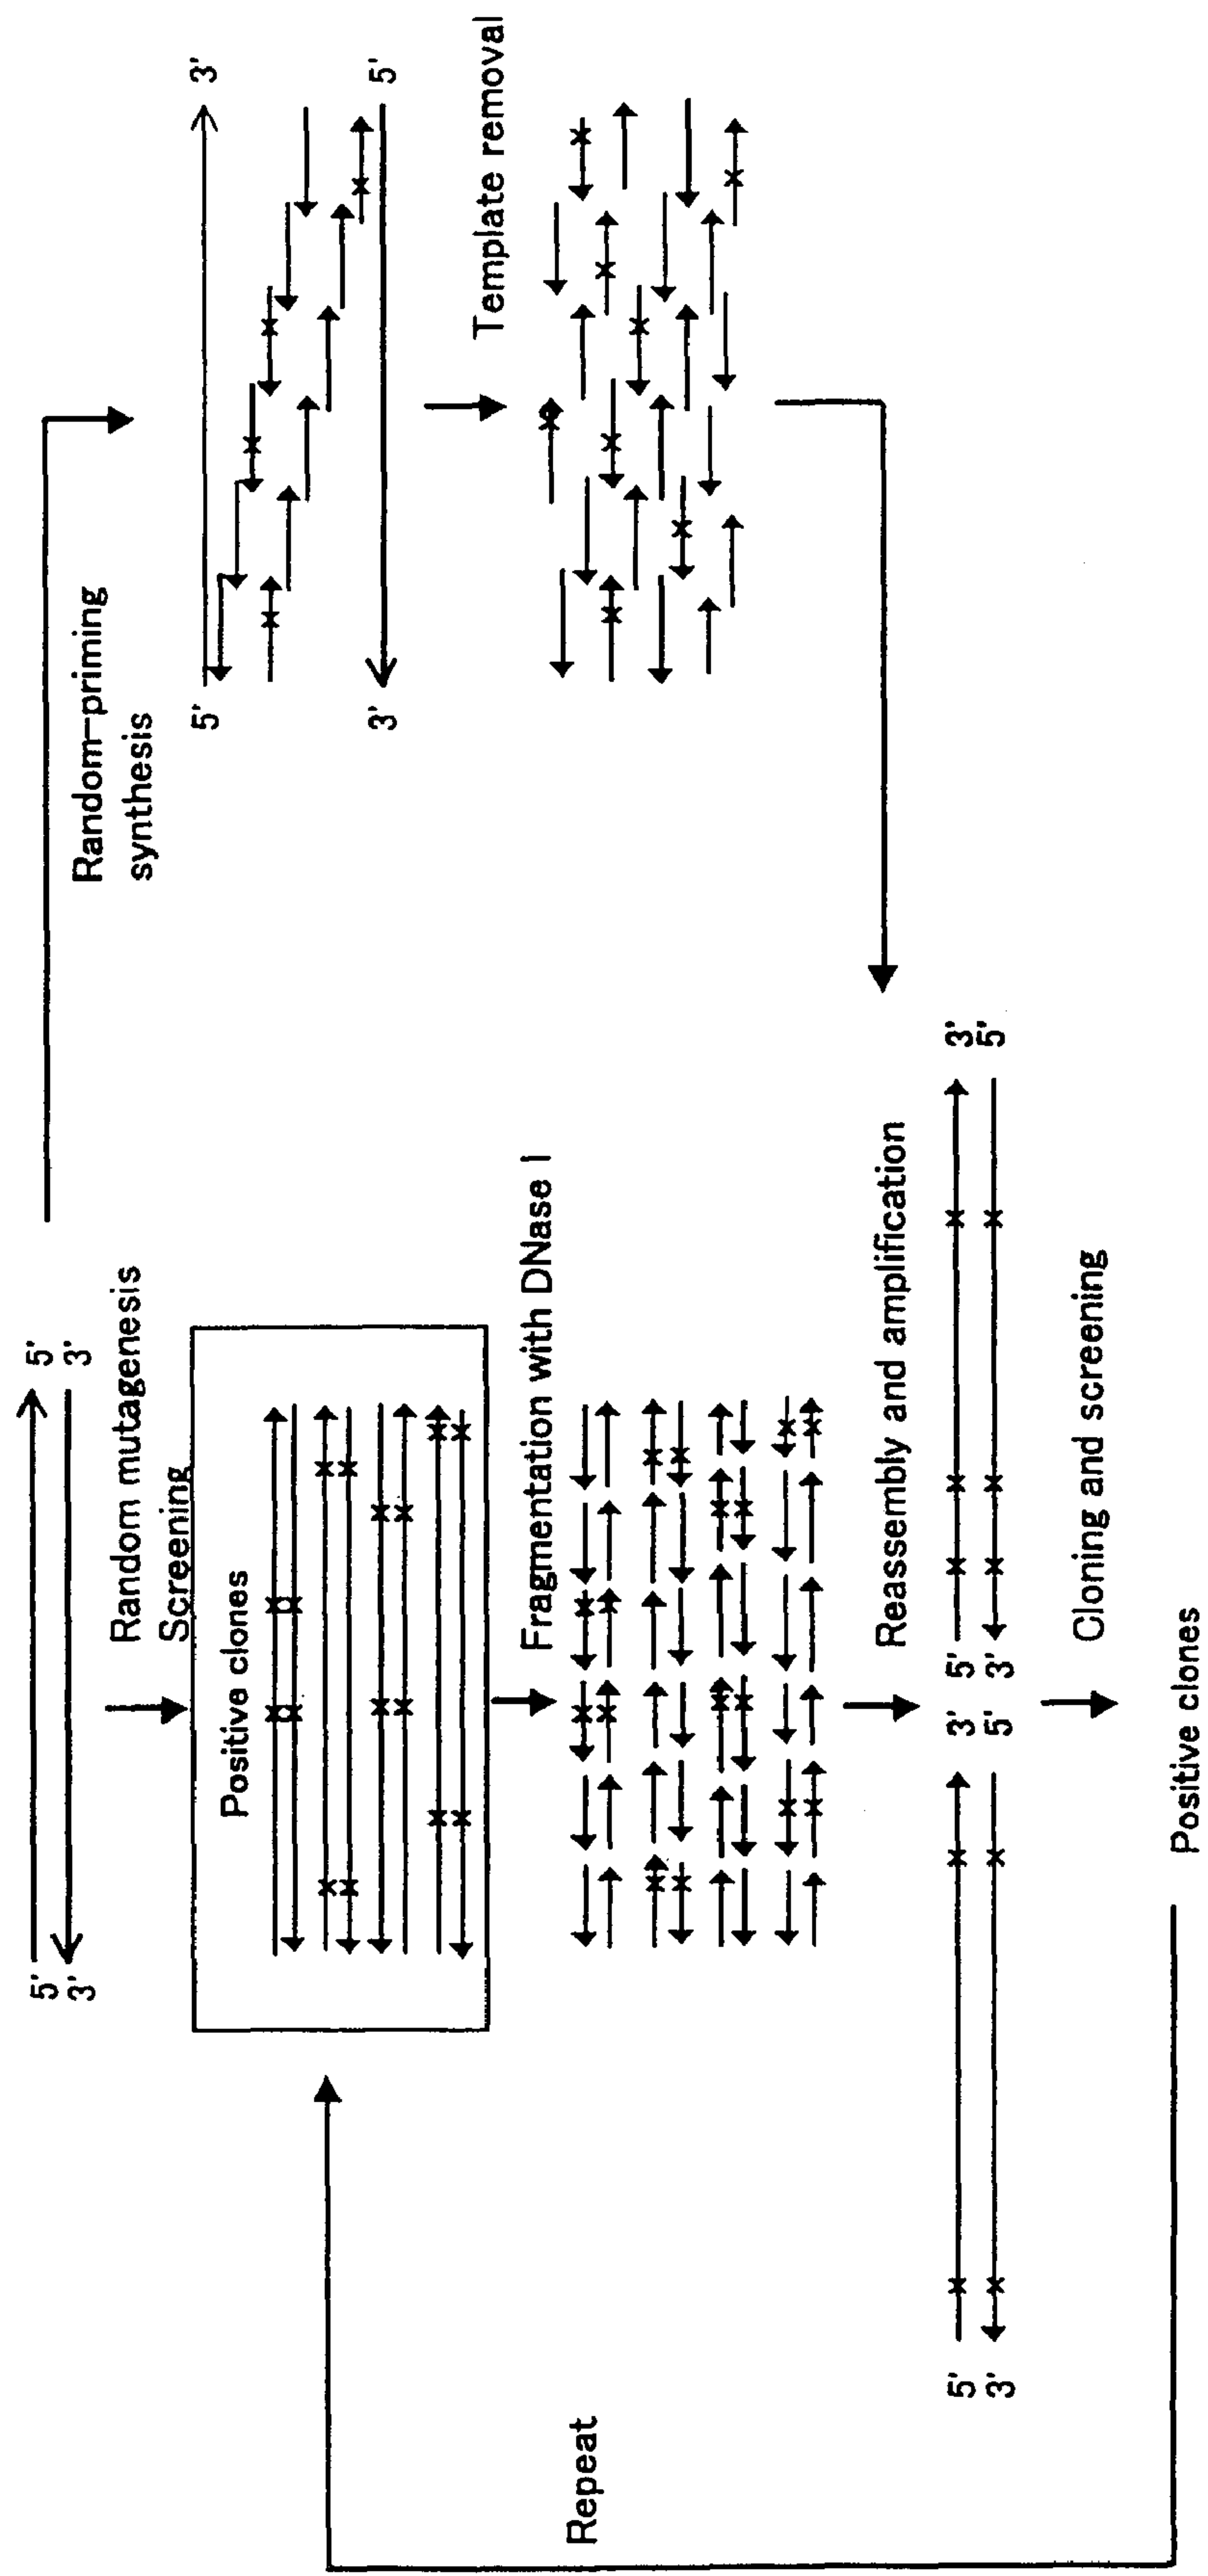 5' 5'
3' 3'
Random-priming
synthesis
Random mutagenesis
Screening
5' 3'
Positive clones
3' 5'
Template removal
Fragmentation with DNase I
Reassembly and amplification
5' 3' 5' 3'
3' 5' 3' 5'
Repeat
Cloning and screening
Positive clones